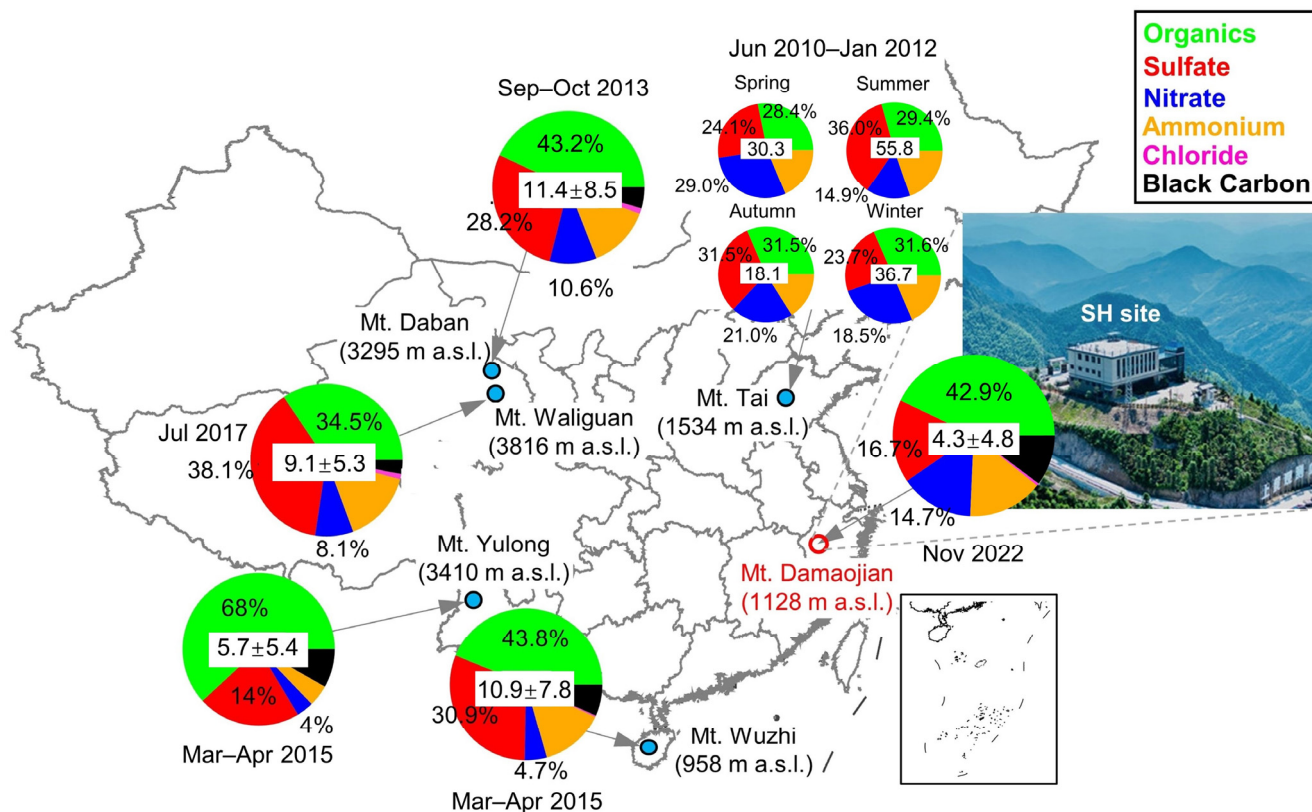 Organics
Sulfate
Nitrate
Ammonium
Chloride
Black Carbon
Jun 2010–Jan 2012
Spring
28.4%
24.1%
30.3
29.0%
Summer
36.0%
29.4%
55.8
14.9%
Autumn
31.5%
31.5%
18.1
21.0%
Winter
23.7%
31.6%
36.7
18.5%
Sep–Oct 2013
43.2%
11.4±8.5
28.2%
10.6%
Mt. Daban
(3295 m a.s.l.)
Jul 2017
34.5%
38.1%
9.1±5.3
8.1%
Mt. Waliguan
(3816 m a.s.l.)
Mt. Tai
(1534 m a.s.l.)
SH site
42.9%
16.7%
4.3±4.8
14.7%
Nov 2022
Mt. Damaojian
(1128 m a.s.l.)
Mt. Yulong
(3410 m a.s.l.)
68%
5.7±5.4
14%
4%
Mar–Apr 2015
43.8%
10.9±7.8
30.9%
4.7%
Mar–Apr 2015
Mt. Wuzhi
(958 m a.s.l.)